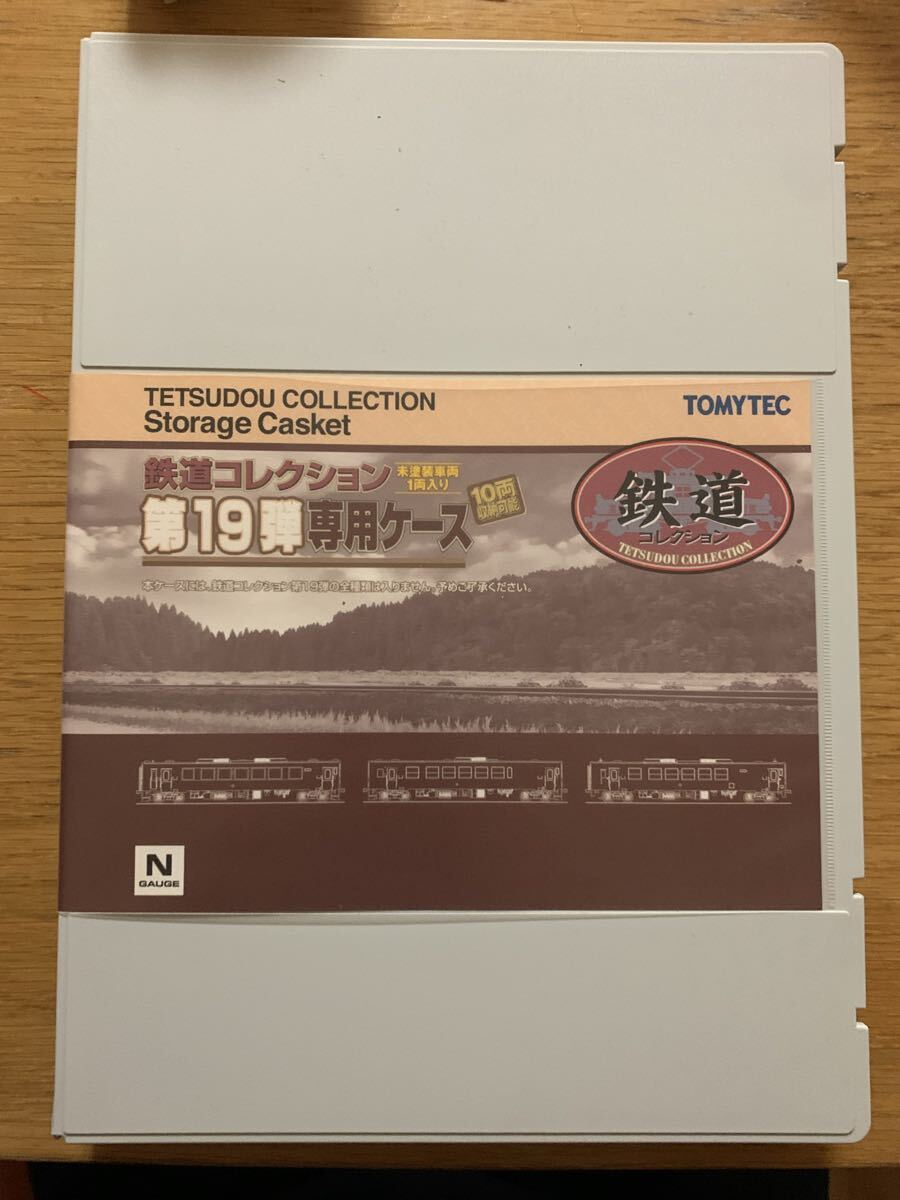 TETSUDOU COLLECTION
Storage Casket
TOMYTEC
鉄道コレクション
未塗装車両
1両入り
第19弾専用ケース
10両
収納可能
本ケースには、鉄道コレクション第19弾の全種類は入りません。予めご了承ください。
鉄道
コレクション
TETSUDOU COLLECTION
N
GAUGE